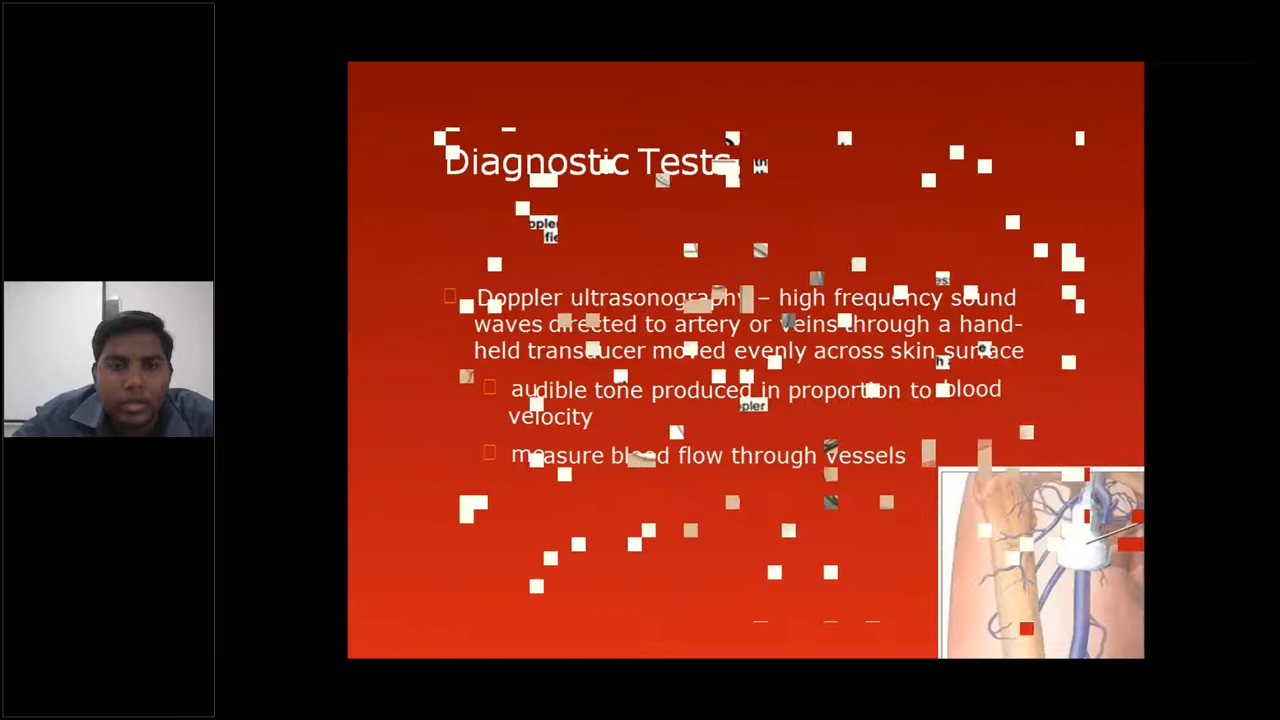 Diagnostic Tests
Doppler ultrasonography – high frequency sound
waves directed to artery or veins through a hand-
held transducer moved evenly across skin surface
audible tone produced in proportion to blood
velocity
measure blood flow through vessels